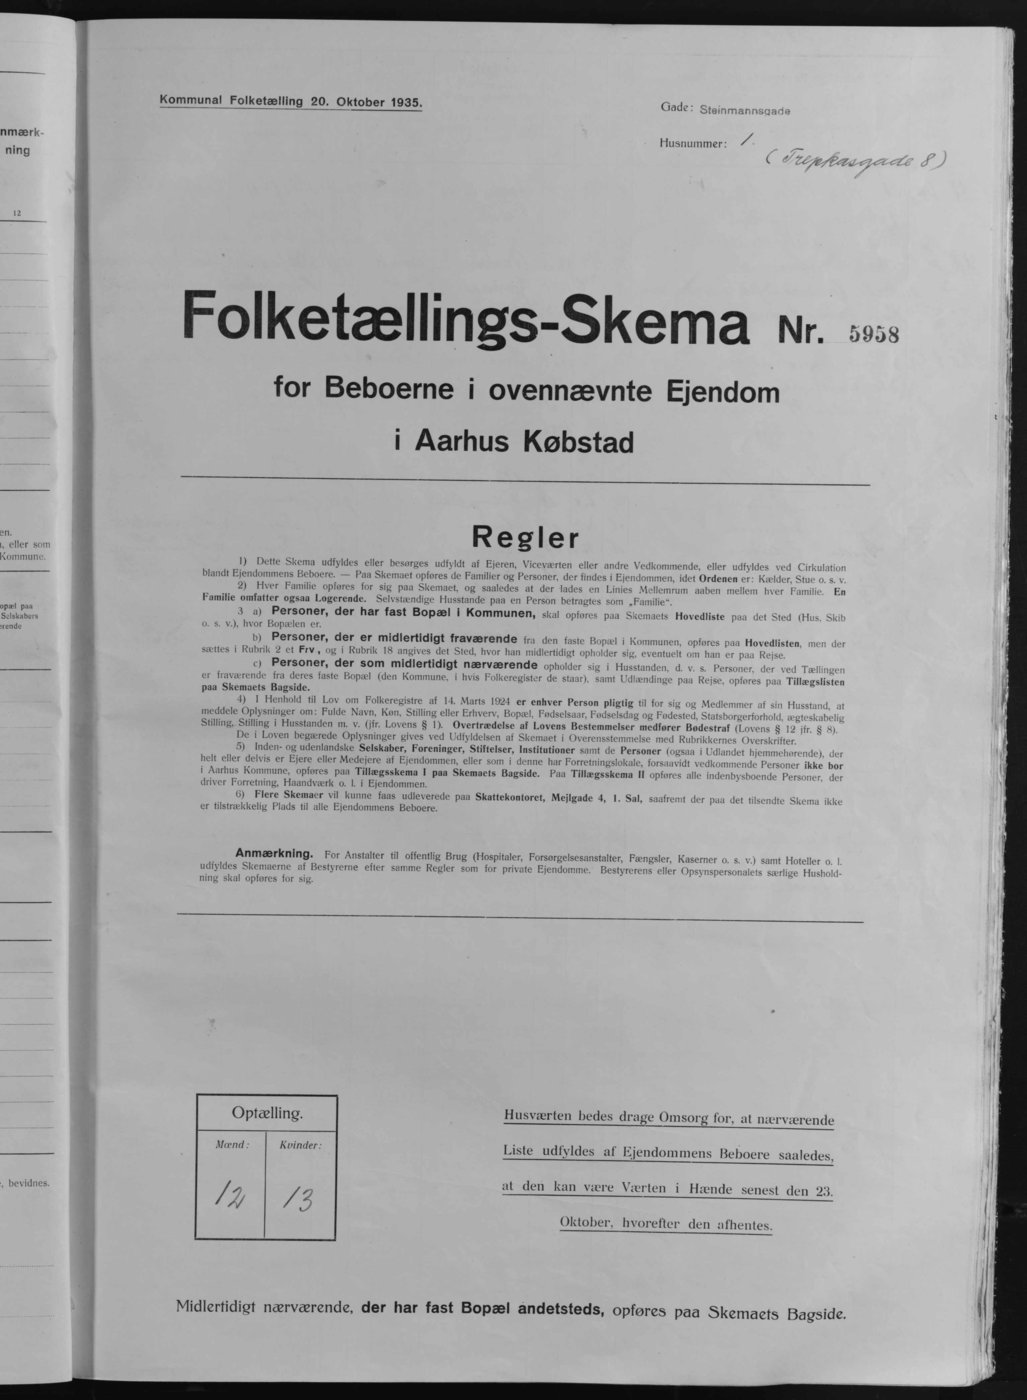 nmærk-
ning
12
en.
, eller som
Kommune.
opæl paa
Selskabers
erende
, bevidnes.
Kommunal Folketælling 20. Oktober 1935.
Gade: Steinmannsgade
Husnummer: 1.
(Trepkasgade 8)
Folketællings-Skema Nr. 5958
for Beboerne i ovennævnte Ejendom
i Aarhus Købstad
Regler
1) Dette Skema udfyldes eller besørges udfyldt af Ejeren, Viceværten eller andre Vedkommende, eller udfyldes ved Cirkulation
blandt Ejendommens Beboere. — Paa Skemaet opføres de Familier og Personer, der findes i Ejendommen, idet Ordenen er: Kælder, Stue o. s. v.
2) Hver Familie opføres for sig paa Skemaet, og saaledes at der lades en Linies Mellemrum aaben mellem hver Familie. En
Familie omfatter ogsaa Logerende. Selvstændige Husstande paa en Person betragtes som „Familie“.
3 a) Personer, der har fast Bopæl i Kommunen, skal opføres paa Skemaets Hovedliste paa det Sted (Hus, Skib
o. s. v.), hvor Bopælen er.
b) Personer, der er midlertidigt fraværende fra den faste Bopæl i Kommunen, opføres paa Hovedlisten, men der
sættes i Rubrik 2 et Frv, og i Rubrik 18 angives det Sted, hvor han midlertidigt opholder sig, eventuelt om han er paa Rejse.
c) Personer, der som midlertidigt nærværende opholder sig i Husstanden, d. v. s. Personer, der ved Tællingen
er fraværende fra deres faste Bopæl (den Kommune, i hvis Folkeregister de staar), samt Udlændinge paa Rejse, opføres paa Tillægslisten
paa Skemaets Bagside.
4) I Henhold til Lov om Folkeregistre af 14. Marts 1924 er enhver Person pligtig til for sig og Medlemmer af sin Husstand, at
meddele Oplysninger om: Fulde Navn, Køn, Stilling eller Erhverv, Bopæl, Fødselsaar, Fødselsdag og Fødested, Statsborgerforhold, ægteskabelig
Stilling, Stilling i Husstanden m. v. (jfr. Lovens § 1). Overtrædelse af Lovens Bestemmelser medfører Bødestraf (Lovens § 12 jfr. § 8).
De i Loven begærede Oplysninger gives ved Udfyldelsen af Skemaet i Overensstemmelse med Rubrikkernes Overskrifter.
5) Inden- og udenlandske Selskaber, Foreninger, Stiftelser, Institutioner samt de Personer (ogsaa i Udlandet hjemmehørende), der
helt eller delvis er Ejere eller Medejere af Ejendommen, eller som i denne har Forretningslokale, forsaavidt vedkommende Personer ikke bor
i Aarhus Kommune, opføres paa Tillægsskema I paa Skemaets Bagside. Paa Tillægsskema II opføres alle indenbysboende Personer, der
driver Forretning, Haandværk o. l. i Ejendommen.
6) Flere Skemaer vil kunne faas udleverede paa Skattekontoret, Mejlgade 4, 1. Sal, saafremt der paa det tilsendte Skema ikke
er tilstrækkelig Plads til alle Ejendommens Beboere.
Anmærkning. For Anstalter til offentlig Brug (Hospitaler, Forsørgelsesanstalter, Fængsler, Kaserner o. s. v.) samt Hoteller o. l.
udfyldes Skemaerne af Bestyrerne efter samme Regler som for private Ejendomme. Bestyrerens eller Opsynspersonalets særlige Hushold-
ning skal opføres for sig.
Optælling.
Mænd: Kvinder:
12 13
Husværten bedes drage Omsorg for, at nærværende
Liste udfyldes af Ejendommens Beboere saaledes,
at den kan være Værten i Hænde senest den 23.
Oktober, hvorefter den afhentes.
Midlertidigt nærværende, der har fast Bopæl andetsteds, opføres paa Skemaets Bagside.